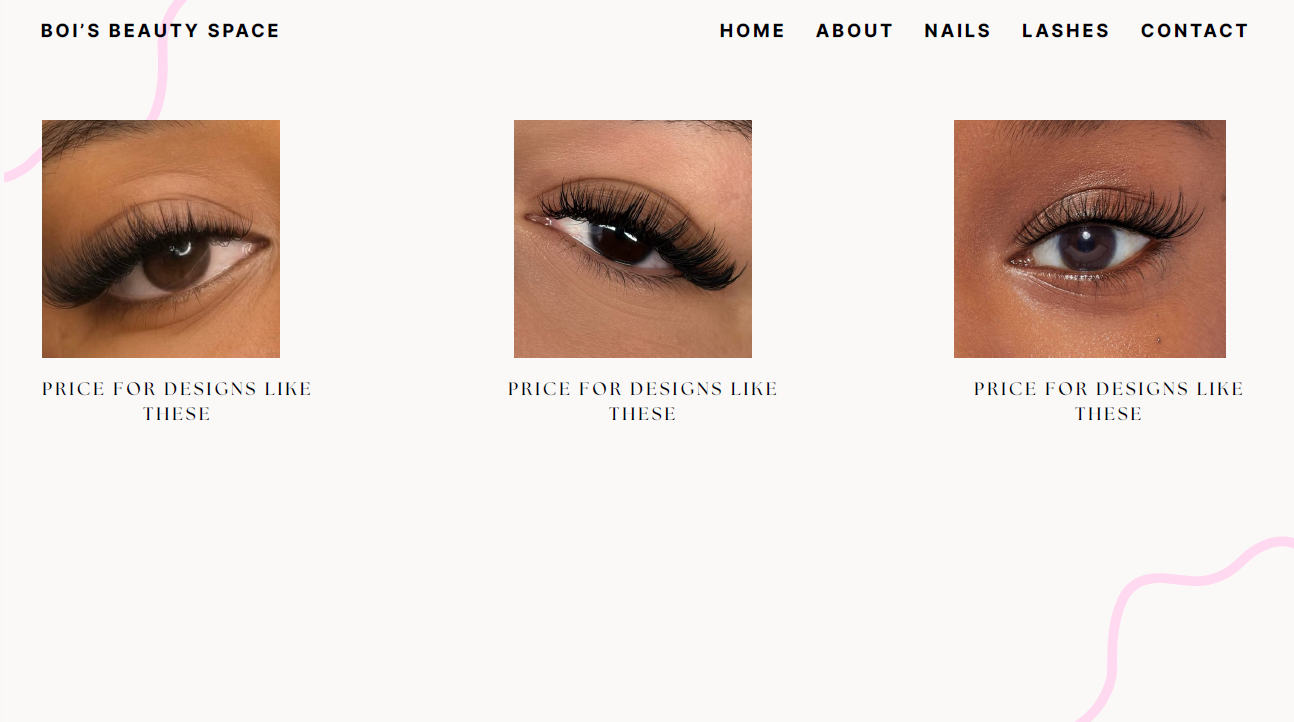 BOI'S BEAUTY SPACE
HOME ABOUT NAILS LASHES CONTACT
PRICE FOR DESIGNS LIKE
THESE
PRICE FOR DESIGNS LIKE
THESE
PRICE FOR DESIGNS LIKE
THESE